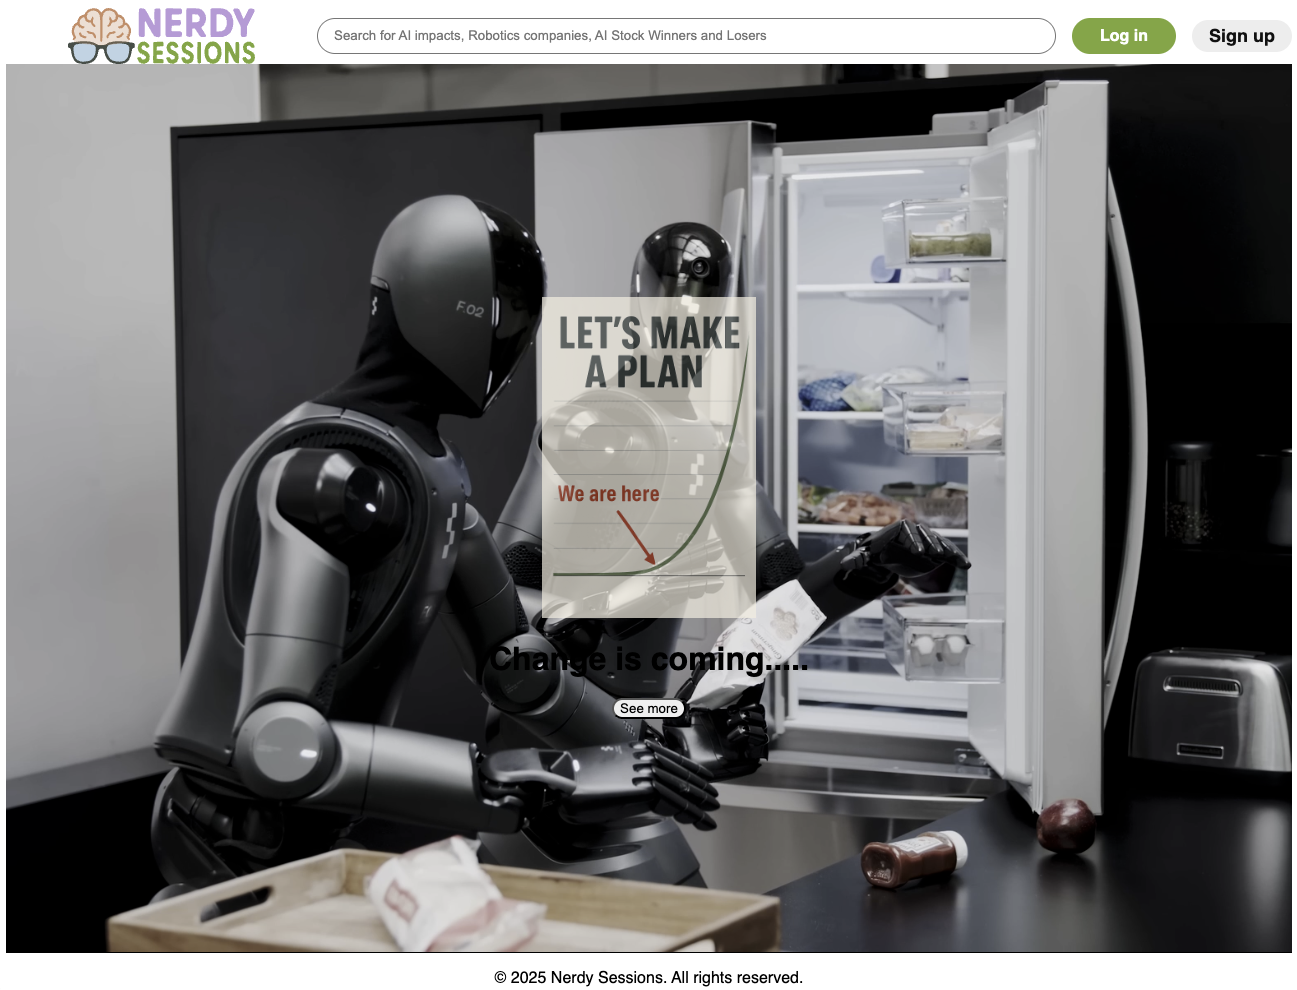 NERDY
SESSIONS
Search for AI impacts, Robotics companies, AI Stock Winners and Losers
Log in
Sign up
F.02
LET'S MAKE
A PLAN
We are here
Change is coming.....
See more
© 2025 Nerdy Sessions. All rights reserved.